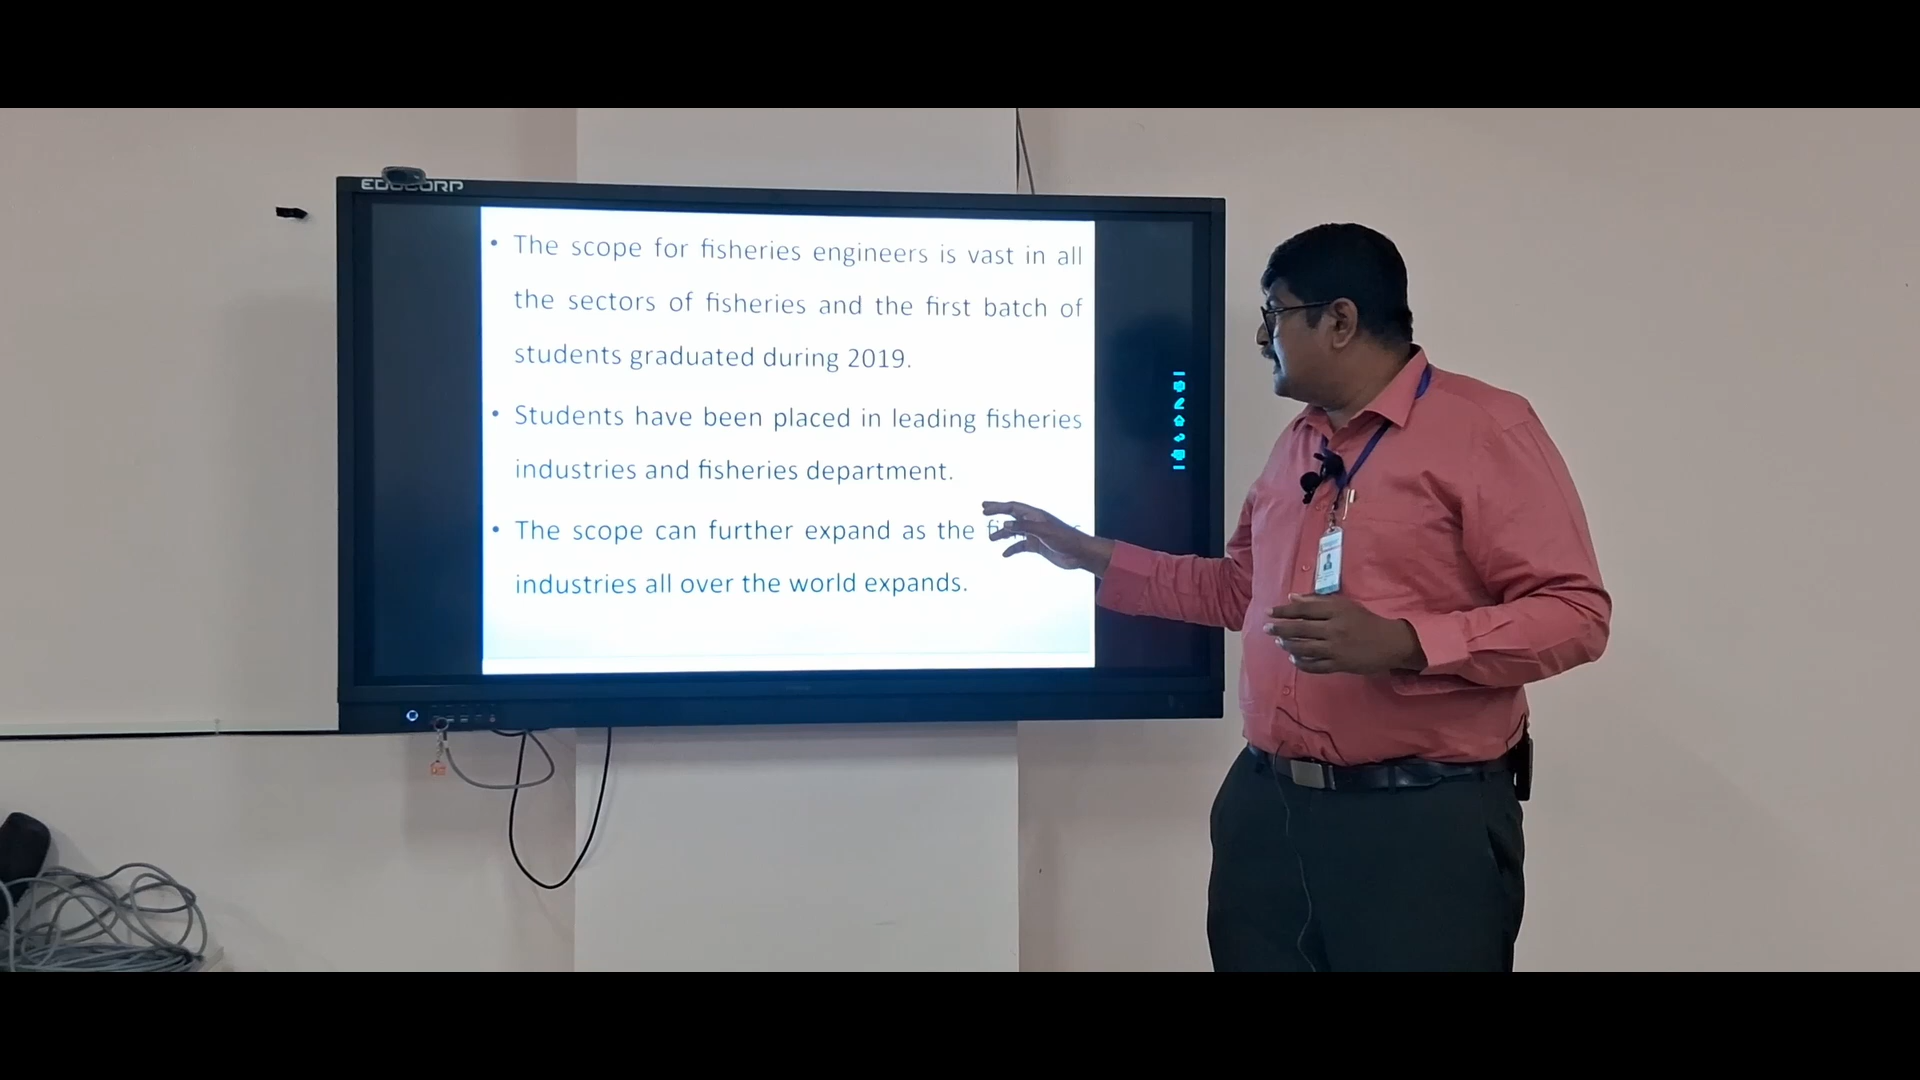 EDUCORP
• The scope for fisheries engineers is vast in all
the sectors of fisheries and the first batch of
students graduated during 2019.
• Students have been placed in leading fisheries
industries and fisheries department.
• The scope can further expand as the
industries all over the world expands.